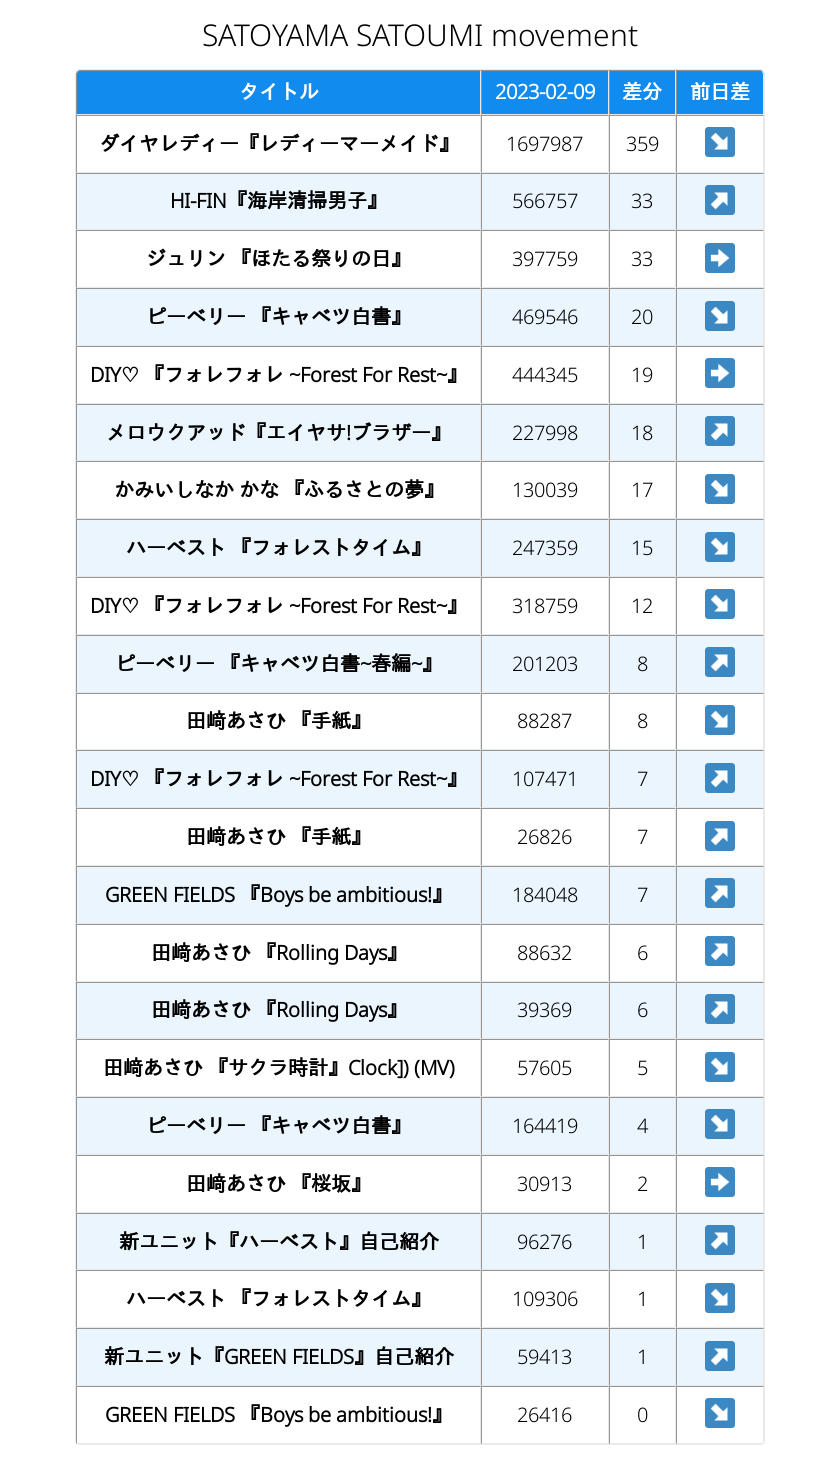 SATOYAMA SATOUMI movement
タイトル 2023-02-09 差分 前日差
ダイヤレディー『レディーマーメイド』 1697987 359
HI-FIN『海岸清掃男子』 566757 33
ジュリン 『ほたる祭りの日』 397759 33
ピーベリー 『キャベツ白書』 469546 20
DIY♡ 『フォレフォレ ~Forest For Rest~』 444345 19
メロウクアッド『エイヤサ!ブラザー』 227998 18
かみいしなか かな 『ふるさとの夢』 130039 17
ハーベスト 『フォレストタイム』 247359 15
DIY♡ 『フォレフォレ ~Forest For Rest~』 318759 12
ピーベリー 『キャベツ白書~春編~』 201203 8
田﨑あさひ 『手紙』 88287 8
DIY♡ 『フォレフォレ ~Forest For Rest~』 107471 7
田﨑あさひ 『手紙』 26826 7
GREEN FIELDS 『Boys be ambitious!』 184048 7
田﨑あさひ 『Rolling Days』 88632 6
田﨑あさひ 『Rolling Days』 39369 6
田﨑あさひ 『サクラ時計』Clock]) (MV) 57605 5
ピーベリー 『キャベツ白書』 164419 4
田﨑あさひ 『桜坂』 30913 2
新ユニット『ハーベスト』自己紹介 96276 1
ハーベスト 『フォレストタイム』 109306 1
新ユニット『GREEN FIELDS』自己紹介 59413 1
GREEN FIELDS 『Boys be ambitious!』 26416 0